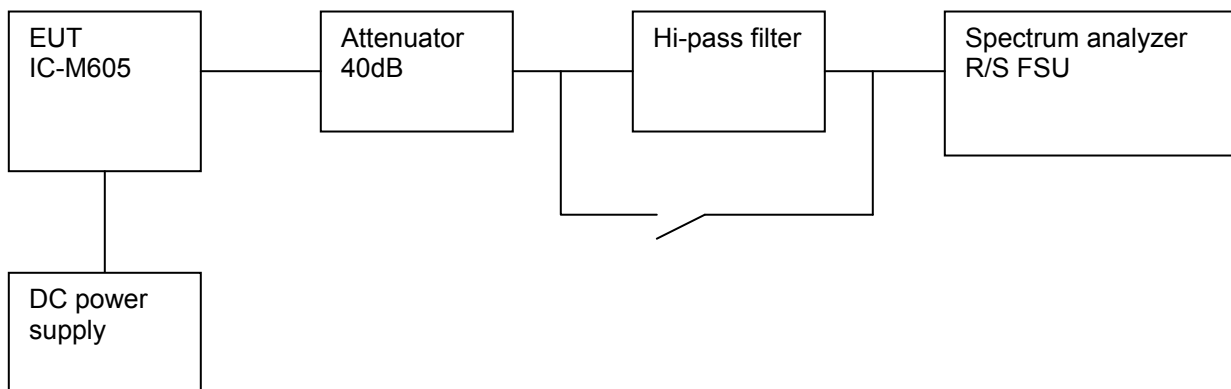 EUT
IC-M605
Attenuator
40dB
Hi-pass filter
Spectrum analyzer
R/S FSU
DC power
supply